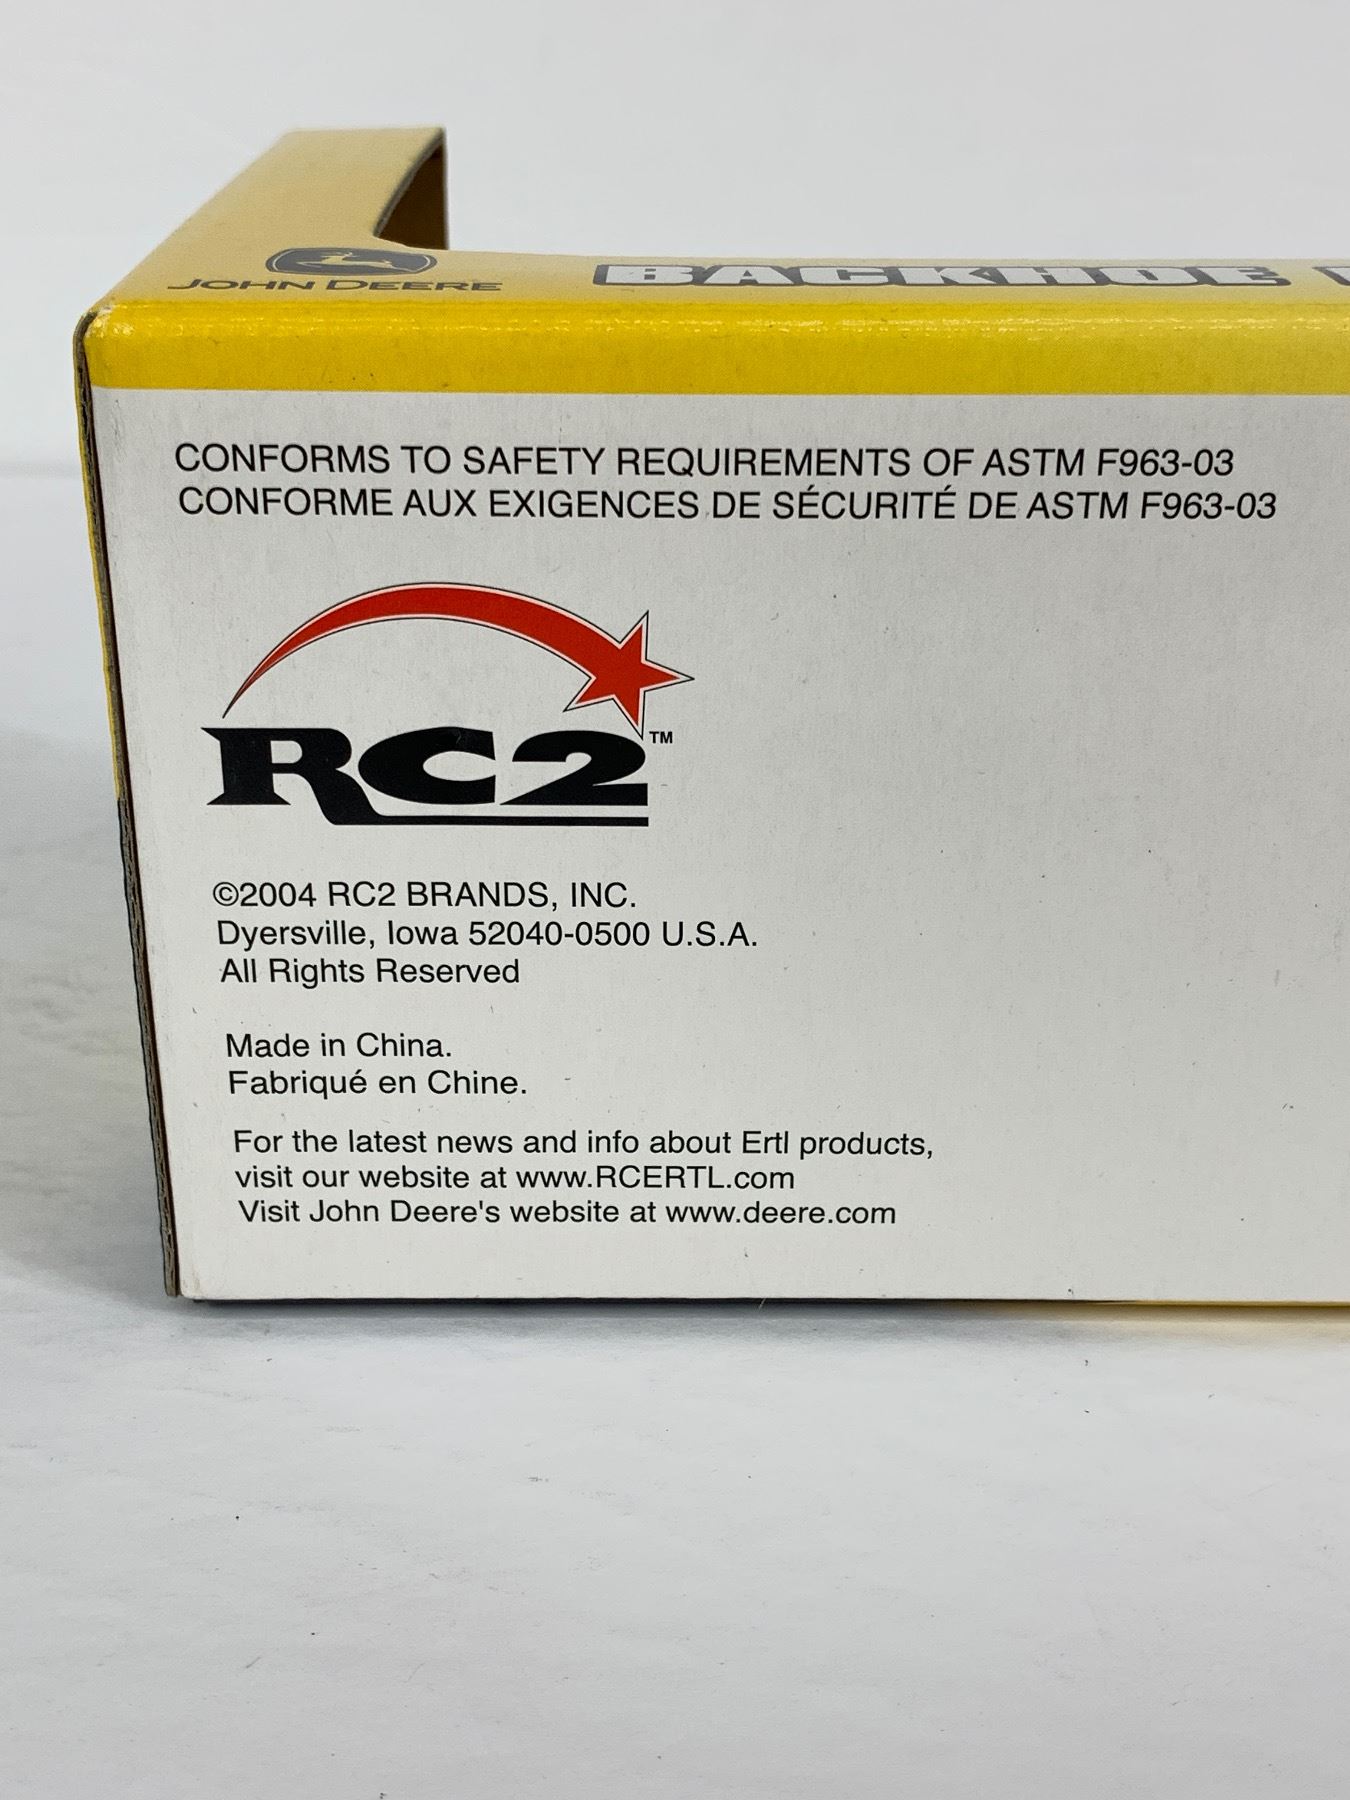 JOHN DEERE
BACKHOE
CONFORMS TO SAFETY REQUIREMENTS OF ASTM F963-03
CONFORME AUX EXIGENCES DE SÉCURITÉ DE ASTM F963-03
RC2™
©2004 RC2 BRANDS, INC.
Dyersville, Iowa 52040-0500 U.S.A.
All Rights Reserved
Made in China.
Fabriqué en Chine.
For the latest news and info about Ertl products,
visit our website at www.RCERTL.com
Visit John Deere's website at www.deere.com